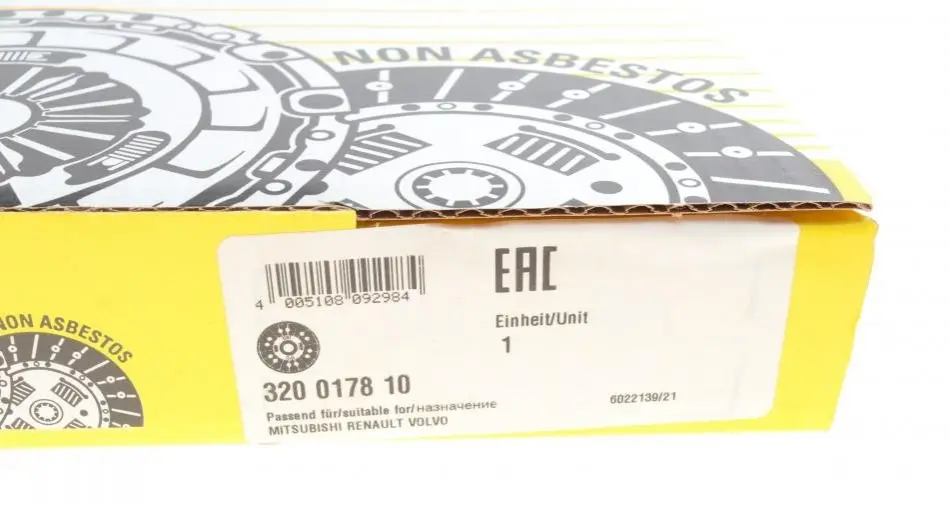 NON ASBESTOS
EAC
4 005108 092984
Einheit/Unit
1
320 0178 10
Passend für/suitable for/назначение
MITSUBISHI RENAULT VOLVO
6022139/21
NON ASBESTOS